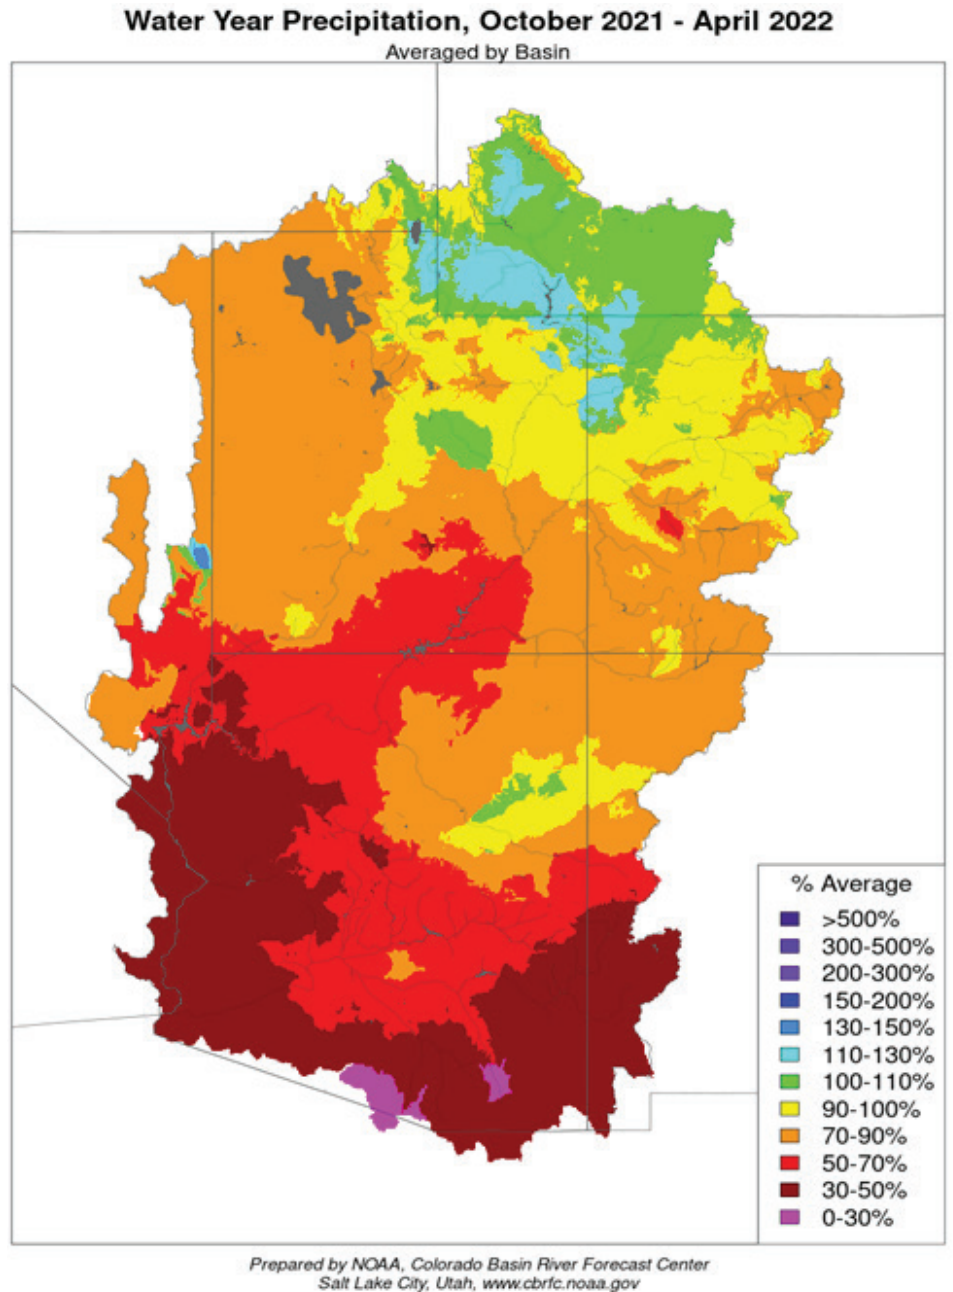 Water Year Precipitation, October 2021 - April 2022
Averaged by Basin
% Average
>500%
300-500%
200-300%
150-200%
130-150%
110-130%
100-110%
90-100%
70-90%
50-70%
30-50%
0-30%
Prepared by NOAA, Colorado Basin River Forecast Center
Salt Lake City, Utah, www.cbrfc.noaa.gov